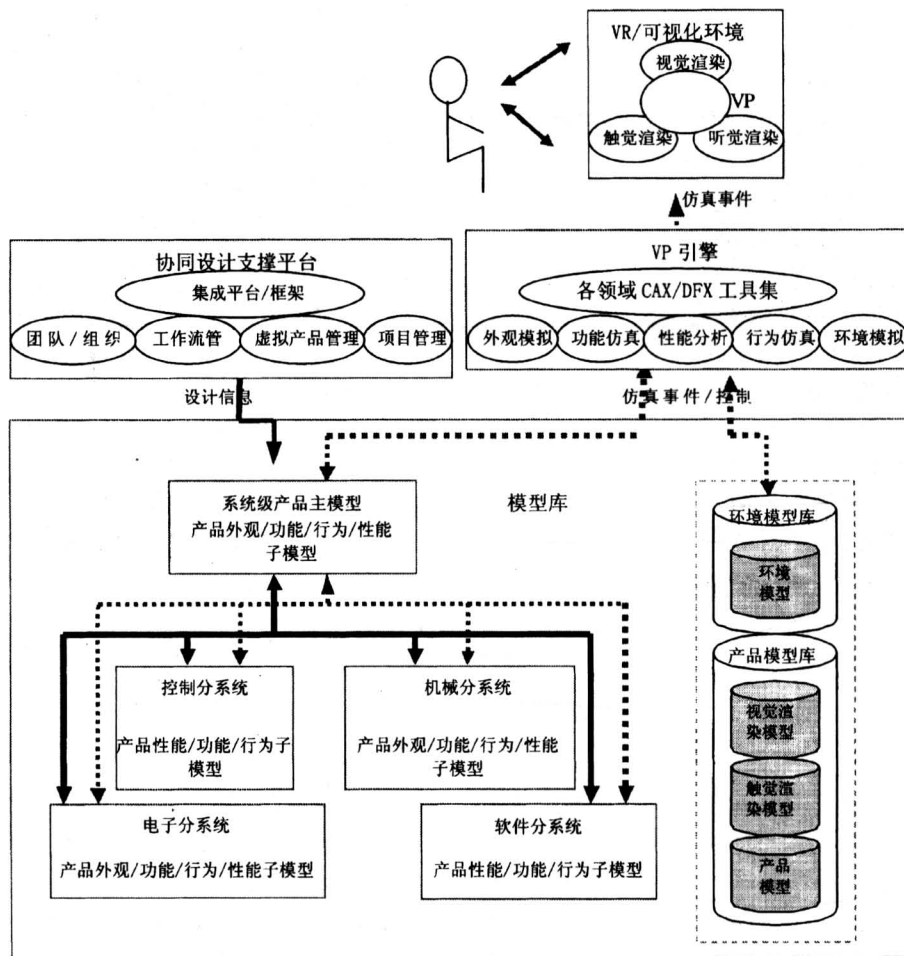 VR/可视化环境
视觉渲染
VP
触觉渲染
听觉渲染
仿真事件
协同设计支撑平台
集成平台/框架
团队/组织
工作流管
虚拟产品管理
项目管理
VP 引擎
各领域 CAX/DFX 工具集
外观模拟
功能仿真
性能分析
行为仿真
环境模拟
设计信息
仿真事件/控制
系统级产品主模型
产品外观/功能/行为/性能
子模型
模型库
环境模型库
环境
模型
产品模型库
视觉渲
染模型
触觉渲
染模型
产品
模型
控制分系统
产品性能/功能/行为子
模型
机械分系统
产品外观/功能/行为/性能
子模型
电子分系统
产品外观/功能/行为/性能子模型
软件分系统
产品性能/功能/行为子模型